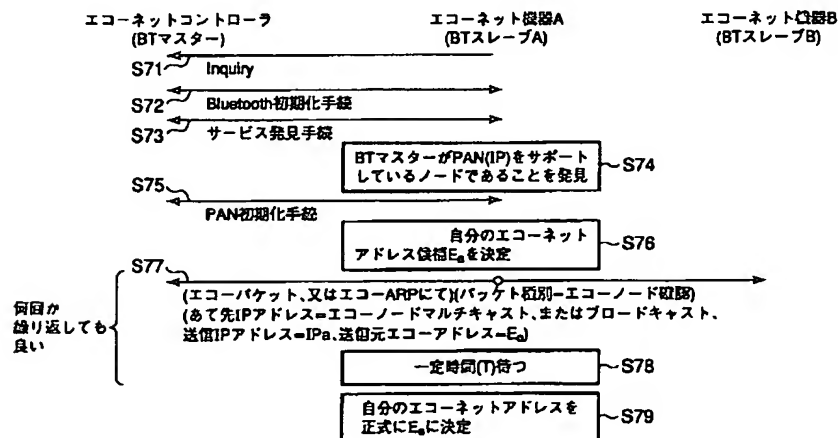 エコーネットコントローラ
(BTマスター)
エコーネット機器A
(BTスレーブA)
エコーネット機器B
(BTスレーブB)
S71
Inquiry
S72
Bluetooth初期化手続
S73
サービス発見手続
BTマスターがPAN(IP)をサポート
しているノードであることを発見
S74
S75
PAN初期化手続
自分のエコーネット
アドレス候補Eaを決定
S76
S77
(エコーパケット、又はエコーARPにて)(パケット種別=エコーノード確認)
(あて先IPアドレス=エコーノードマルチキャスト、またはブロードキャスト、
送信IPアドレス=IPa、送信元エコーアドレス=Ea)
何回か
繰り返しても
良い
一定時間(T)待つ
S78
自分のエコーネットアドレスを
正式にEaに決定
S79